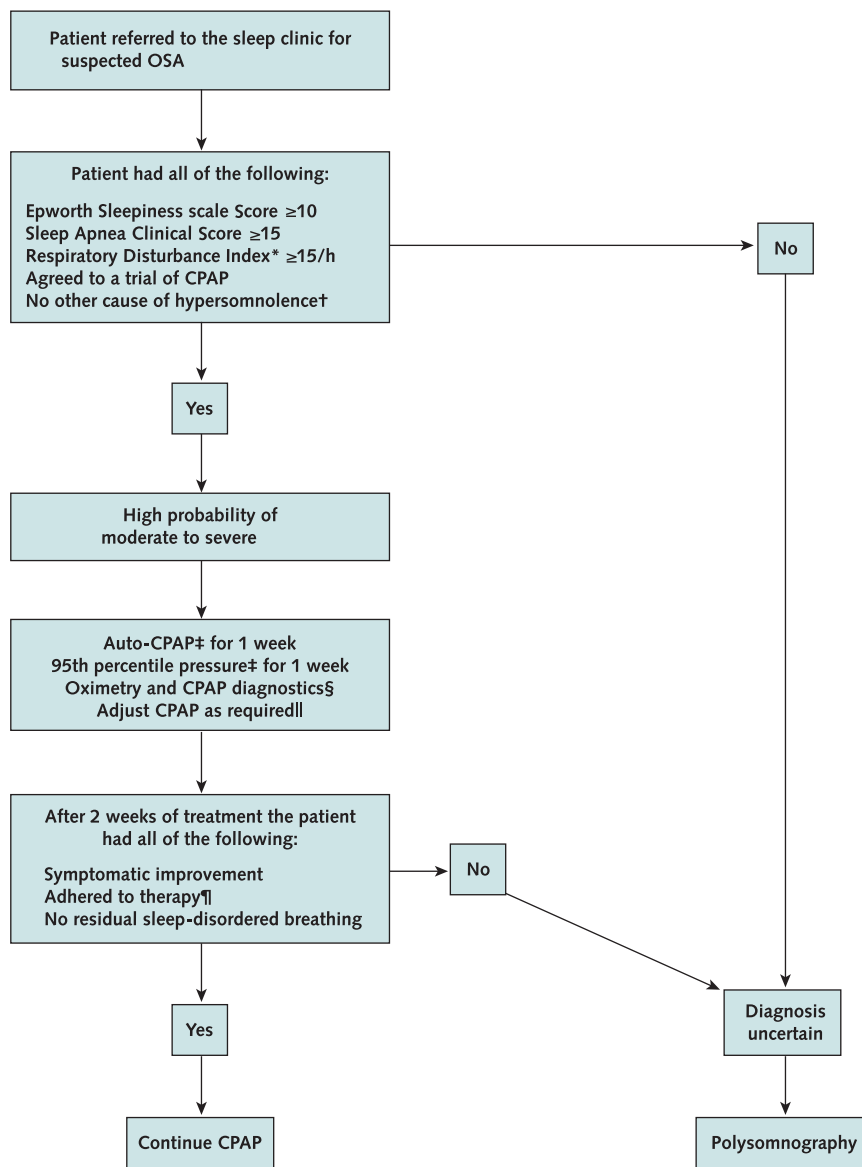 Patient referred to the sleep clinic for
suspected OSA
Patient had all of the following:
Epworth Sleepiness scale Score ≥10
Sleep Apnea Clinical Score ≥15
Respiratory Disturbance Index* ≥15/h
Agreed to a trial of CPAP
No other cause of hypersomnolence†
No
Yes
High probability of
moderate to severe
Auto-CPAP‡ for 1 week
95th percentile pressure‡ for 1 week
Oximetry and CPAP diagnostics§
Adjust CPAP as required||
After 2 weeks of treatment the patient
had all of the following:
Symptomatic improvement
Adhered to therapy¶
No residual sleep-disordered breathing
No
Yes
Diagnosis
uncertain
Continue CPAP
Polysomnography